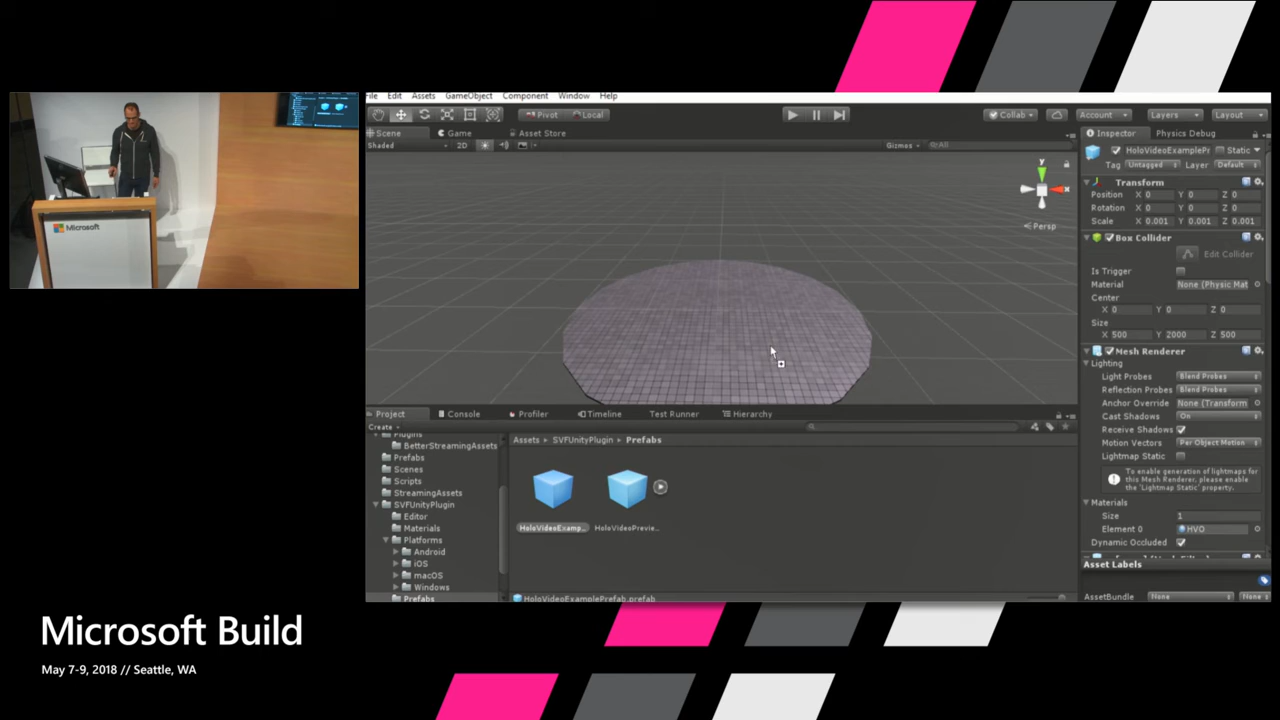 Microsoft
File Edit Assets GameObject Component Window Help
Pivot Local
Collab Account Layers Layout
Scene Game Asset Store
Shaded 2D Gizmos All
y
Persp
Inspector Physics Debug
HoloVideoExamplePr Static
Tag Untagged Layer Default
Transform
Position X 0 Y 0 Z 0
Rotation X 0 Y 0 Z 0
Scale X 0.001 Y 0.001 Z 0.001
Box Collider
Edit Collider
Is Trigger
Material None (Physic Mat
Center
X 0 Y 0 Z 0
Size
X 500 Y 2000 Z 500
Mesh Renderer
Lighting
Light Probes Blend Probes
Reflection Probes Blend Probes
Anchor Override None (Transform
Cast Shadows On
Receive Shadows
Motion Vectors Per Object Motion
Lightmap Static
To enable generation of lightmaps for
this Mesh Renderer, please enable
the 'Lightmap Static' property.
Materials
Size 1
Element 0 HVO
Dynamic Occluded
Asset Labels
AssetBundle None None
Project Console Profiler Timeline Test Runner Hierarchy
Create
Plugins
BetterStreamingAssets
Prefabs
Scenes
Scripts
StreamingAssets
SVFUnityPlugin
Editor
Materials
Platforms
Android
iOS
macOS
Windows
Prefabs
Assets SVFUnityPlugin Prefabs
HoloVideoExamp... HoloVideoPrevie...
HoloVideoExamplePrefab.prefab
Microsoft Build
May 7-9, 2018 // Seattle, WA